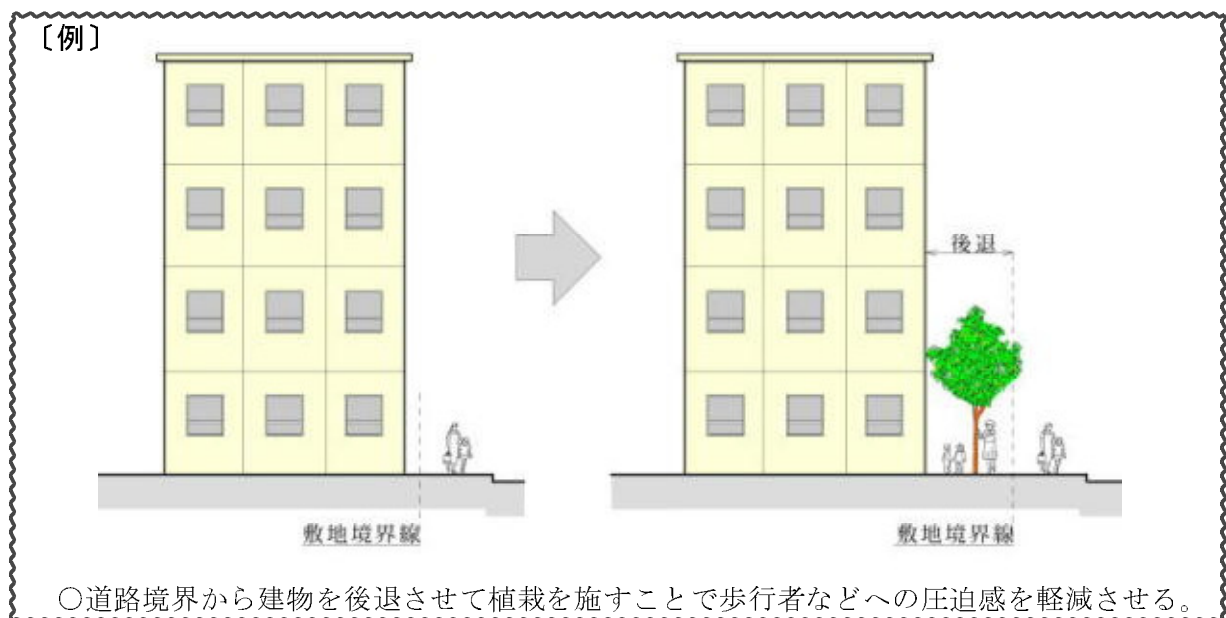 〔例〕
後退
敷地境界線
敷地境界線
○道路境界から建物を後退させて植栽を施すことで歩行者などへの圧迫感を軽減させる。